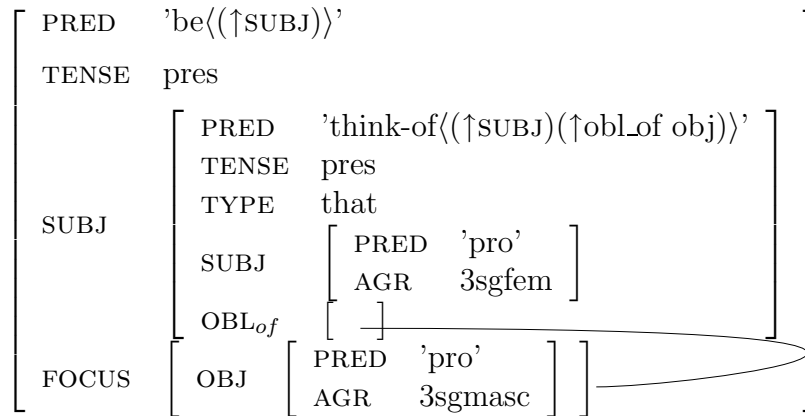 PRED 'be⟨(↑SUBJ)⟩'
TENSE pres
PRED 'think-of⟨(↑SUBJ)(↑obl_of obj)⟩'
TENSE pres
TYPE that
SUBJ
SUBJ PRED 'pro'
AGR 3sgfem
OBL_of [ ]
FOCUS OBJ PRED 'pro'
AGR 3sgmasc